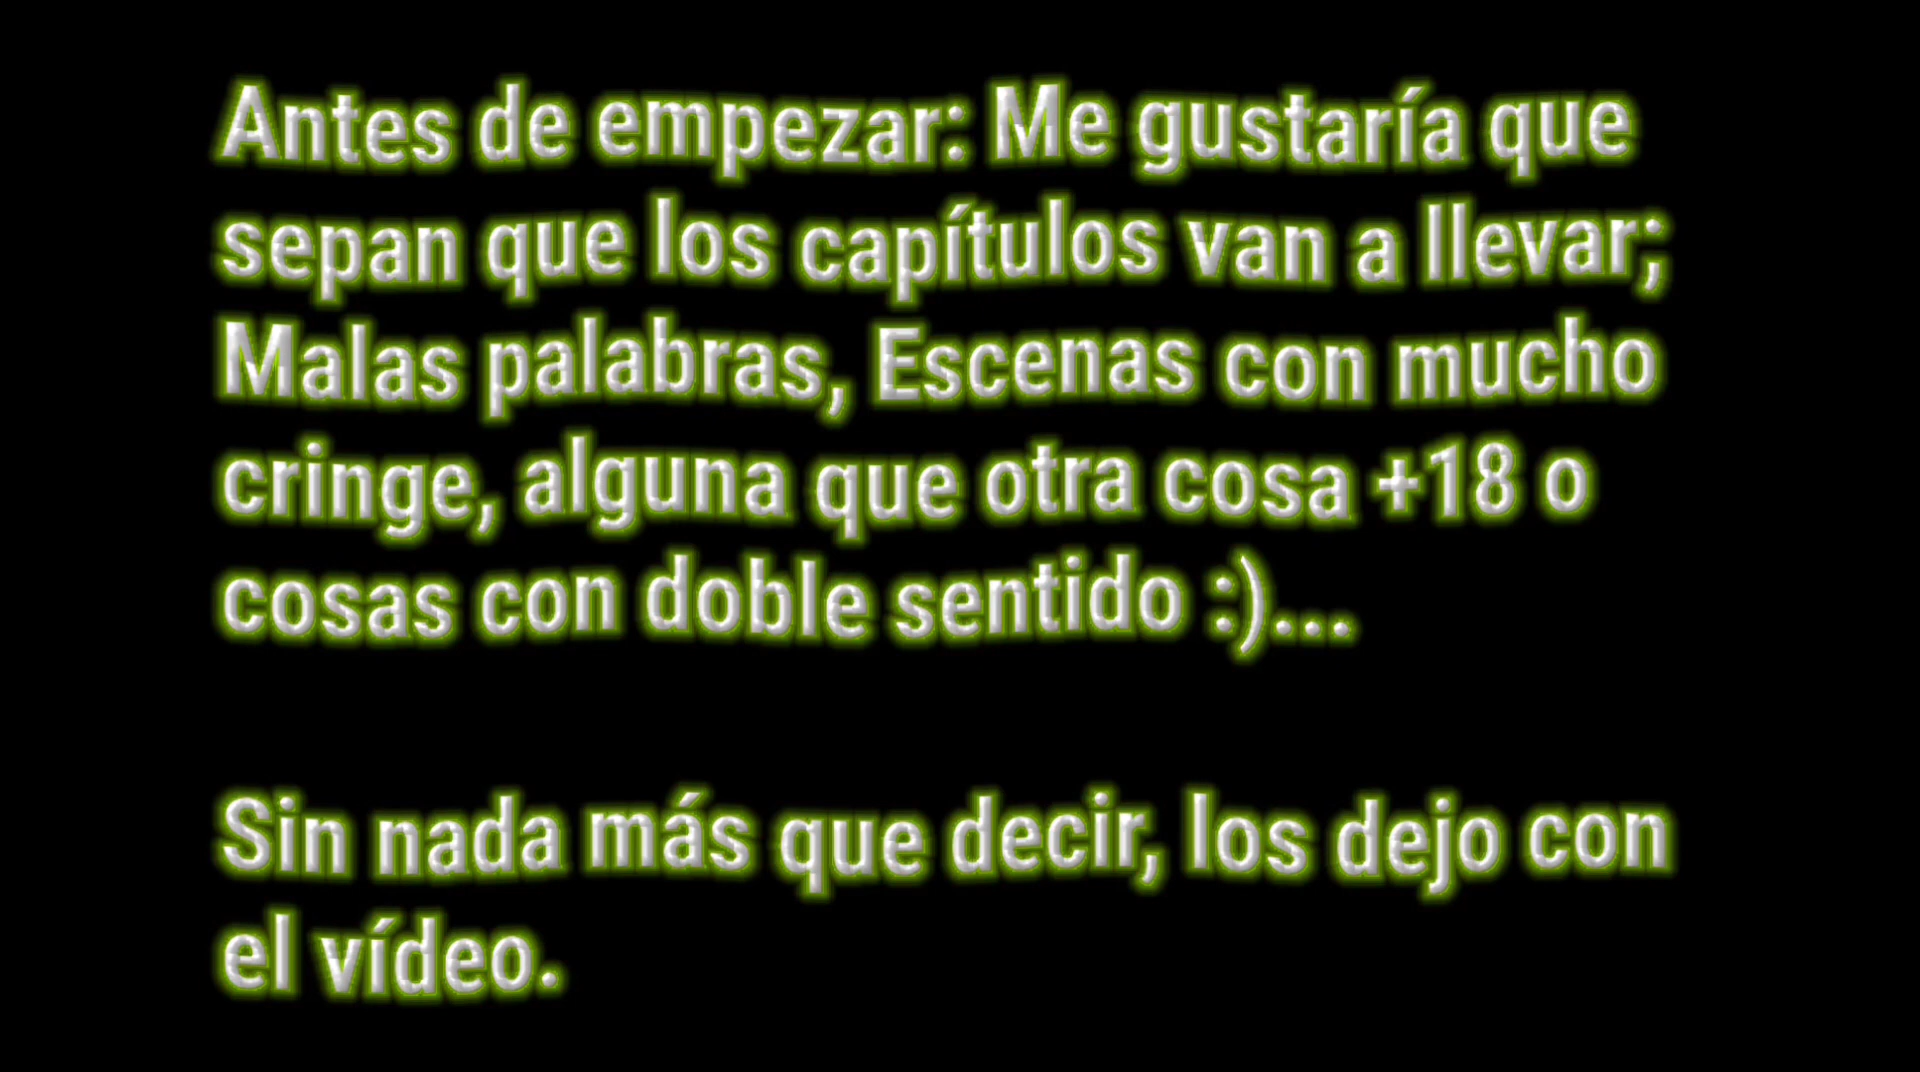 Antes de empezar: Me gustaría que
sepan que los capítulos van a llevar;
Malas palabras, Escenas con mucho
cringe, alguna que otra cosa +18 o
cosas con doble sentido :)...
Sin nada más que decir, los dejo con
el vídeo.